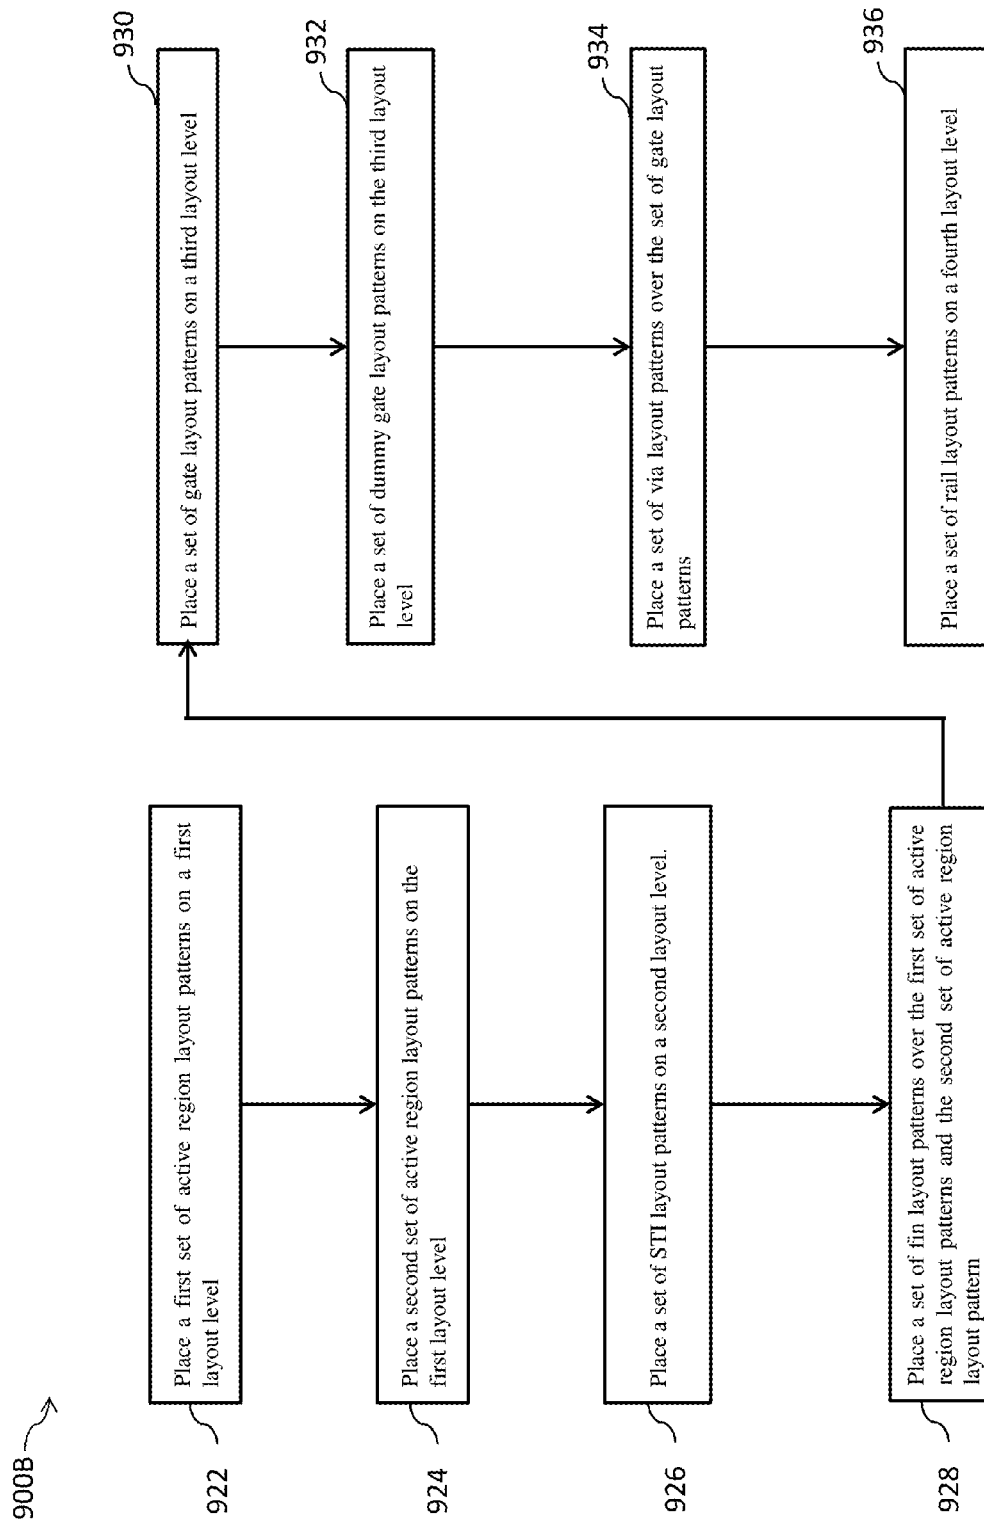 900B
922
Place a first set of active region layout patterns on a first
layout level
924
Place a second set of active region layout patterns on the
first layout level
926
Place a set of STI layout patterns on a second layout level.
928
Place a set of fin layout patterns over the first set of active
region layout patterns and the second set of active region
layout pattern
930
Place a set of gate layout patterns on a third layout level
932
Place a set of dummy gate layout patterns on the third layout
level
934
Place a set of via layout patterns over the set of gate layout
patterns
936
Place a set of rail layout patterns on a fourth layout level